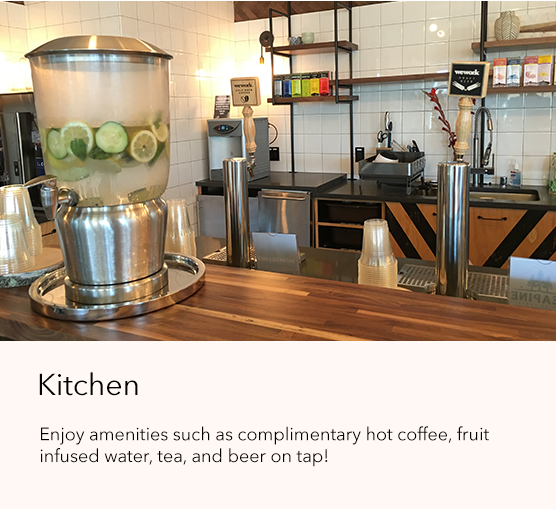 wework
wework
Kitchen
Enjoy amenities such as complimentary hot coffee, fruit
infused water, tea, and beer on tap!